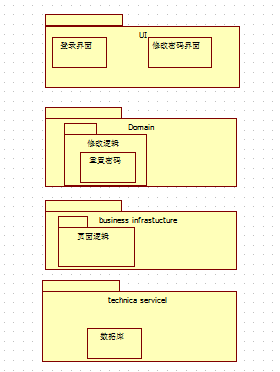 UI
登录界面
修改密码界面
Domain
修改逻辑
重置密码
business infrastucture
页面逻辑
technica servicel
数据库